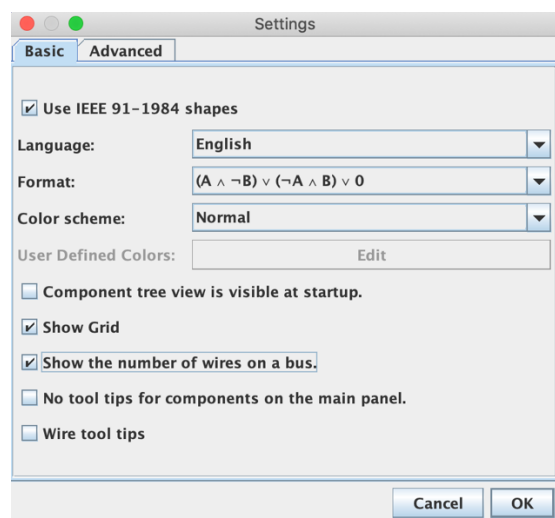 Settings
Basic Advanced
Use IEEE 91-1984 shapes
Language: English
Format: (A ∧ ¬B) ∨ (¬A ∧ B) ∨ 0
Color scheme: Normal
User Defined Colors: Edit
Component tree view is visible at startup.
Show Grid
Show the number of wires on a bus.
No tool tips for components on the main panel.
Wire tool tips
Cancel OK